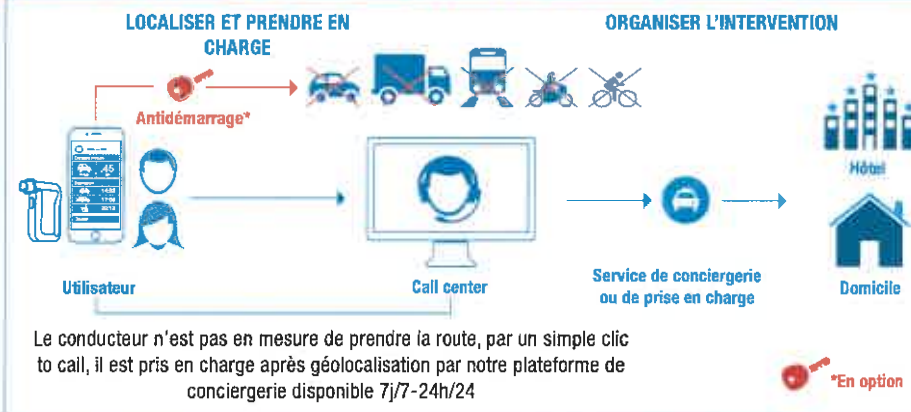 LOCALISER ET PRENDRE EN
CHARGE
ORGANISER L'INTERVENTION
Antidémarrage*
Hôtel
Utilisateur
Call center
Service de conciergerie
ou de prise en charge
Domicile
Le conducteur n'est pas en mesure de prendre la route, par un simple clic
to call, il est pris en charge après géolocalisation par notre plateforme de
conciergerie disponible 7j/7-24h/24
*En option